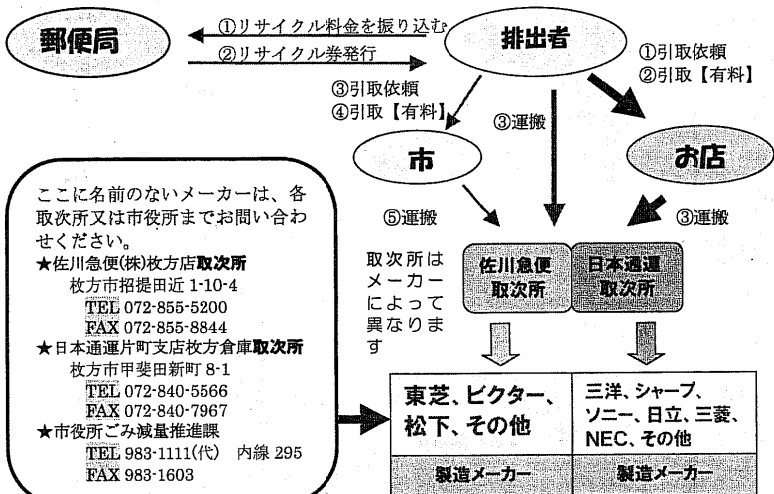 郵便局
①リサイクル料金を振り込む
②リサイクル券発行
排出者
①引取依頼
②引取【有料】
③引取依頼
④引取【有料】
③運搬
市
お店
⑤運搬
③運搬
ここに名前のないメーカーは、各
取次所又は市役所までお問い合わ
せください。
★佐川急便(株)枚方店取次所
枚方市招提田近 1-10-4
TEL 072-855-5200
FAX 072-855-8844
★日本通運片町支店枚方倉庫取次所
枚方市甲斐田新町 8-1
TEL 072-840-5566
FAX 072-840-7967
★市役所ごみ減量推進課
TEL 983-1111(代) 内線 295
FAX 983-1603
取次所は
メーカー
によって
異なりま
す
佐川急便
取次所
日本通運
取次所
東芝、ビクター、
松下、その他
製造メーカー
三洋、シャープ、
ソニー、日立、三菱、
NEC、その他
製造メーカー